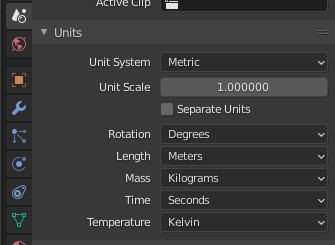 Active Clip
Units
Unit System Metric
Unit Scale 1.000000
Separate Units
Rotation Degrees
Length Meters
Mass Kilograms
Time Seconds
Temperature Kelvin